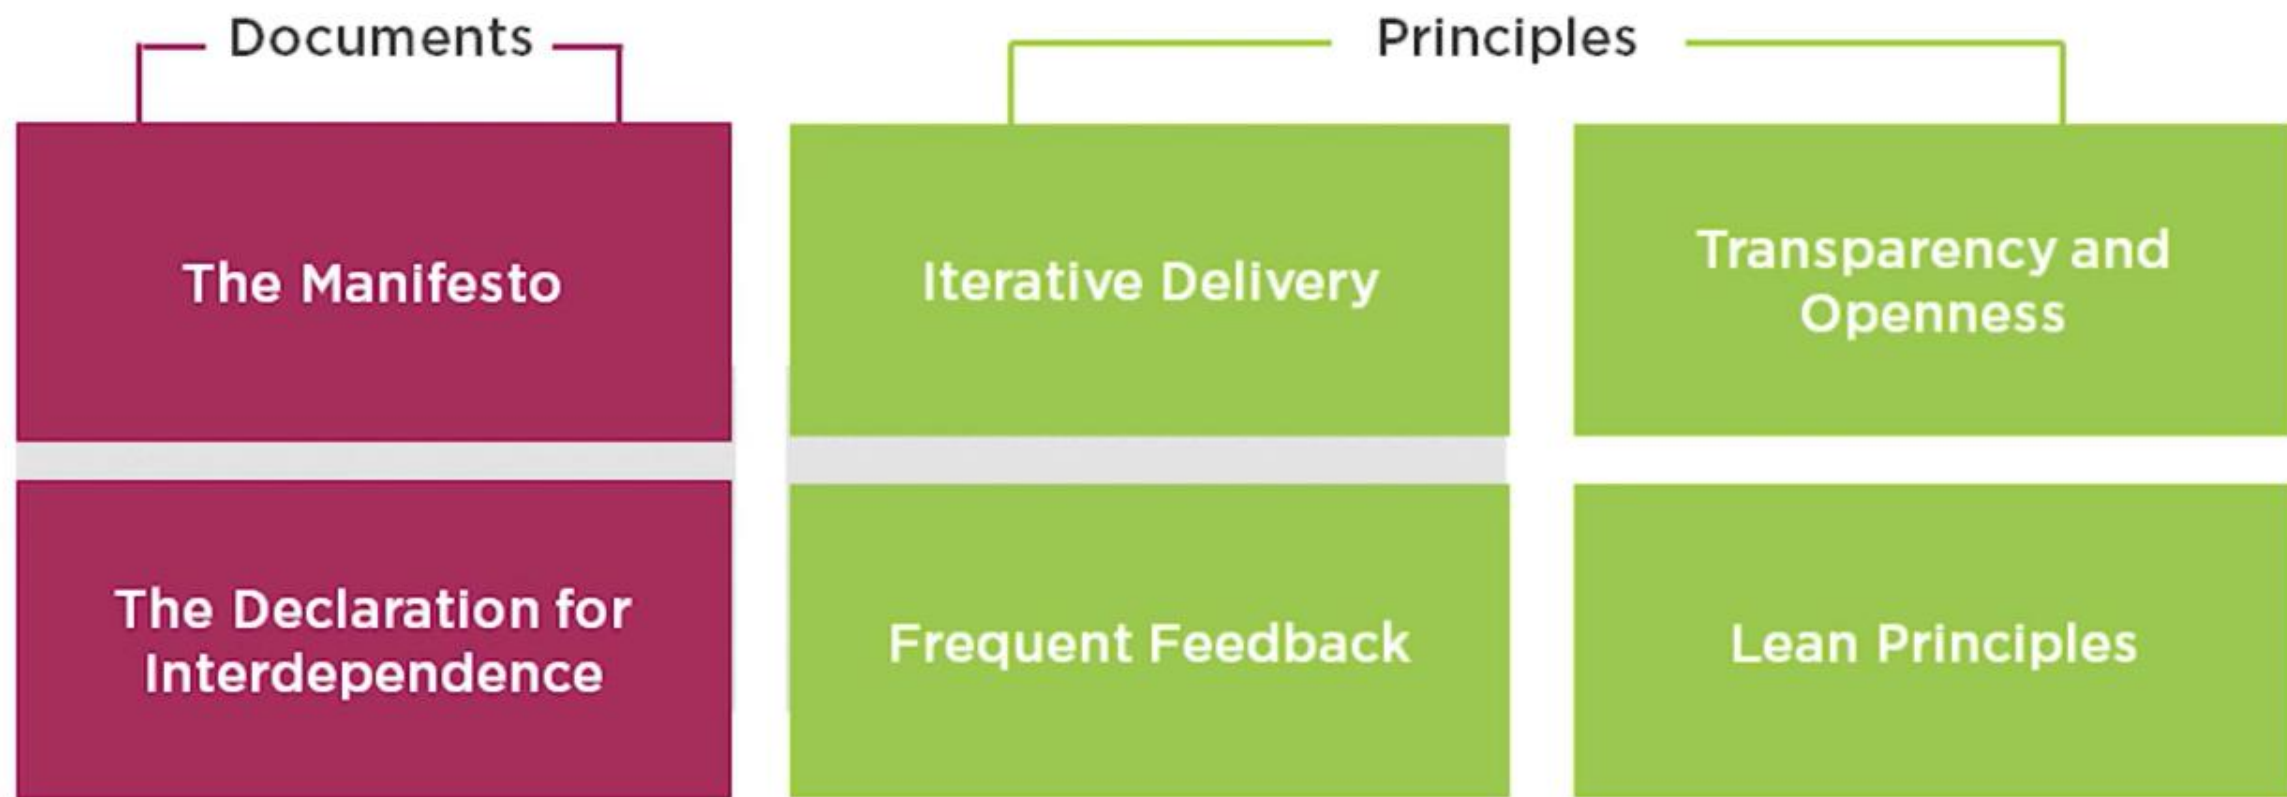 Documents
Principles
The Manifesto
Iterative Delivery
Transparency and
Openness
The Declaration for
Interdependence
Frequent Feedback
Lean Principles